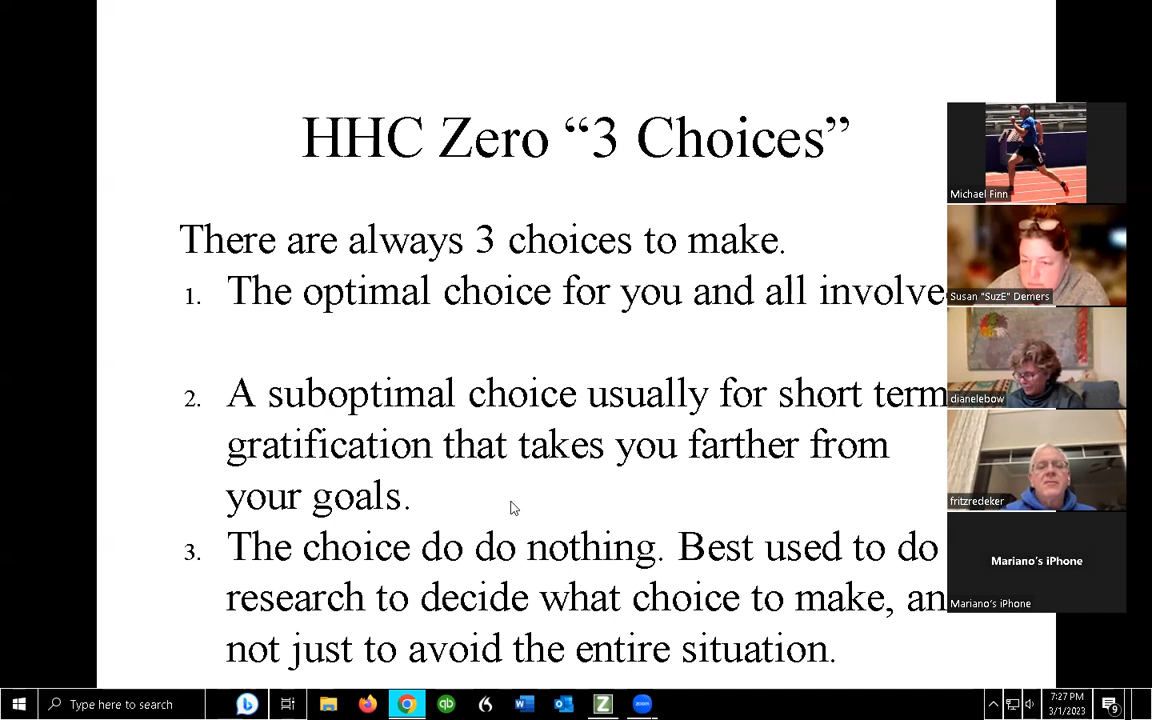 HHC Zero “3 Choices”
There are always 3 choices to make.
1. The optimal choice for you and all involve
2. A suboptimal choice usually for short term
gratification that takes you farther from
your goals.
3. The choice do do nothing. Best used to do
research to decide what choice to make, an
not just to avoid the entire situation.
Michael Finn
Susan "SuzE" Demers
dianelebow
fritzredeker
Mariano's iPhone
Mariano's iPhone
Type here to search
7:27 PM
3/1/2023
9